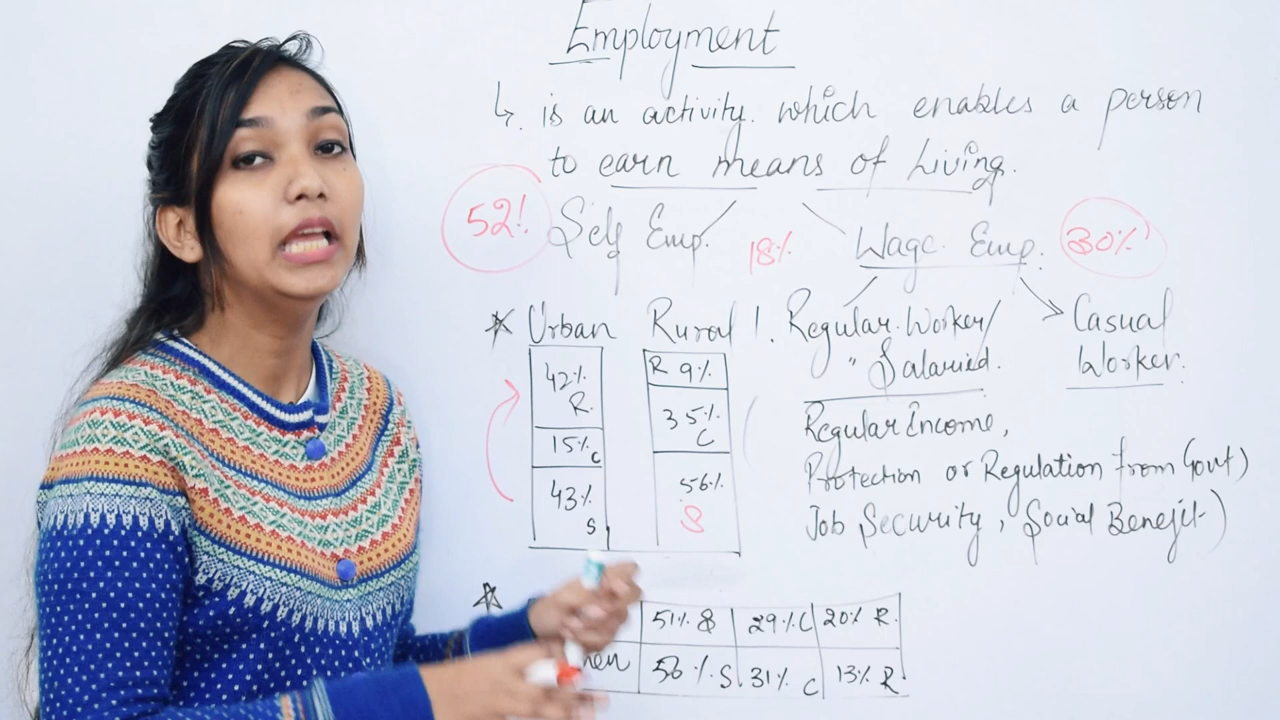 Employment
↳ is an activity which enables a person
to earn means of Living.
52% Self Emp. 18% Wage Emp. 30%
☆ Urban Rural ! Regular Worker/ Casual
" Salaried. Worker.
42% R. R 9%
15% C 35% C
43% S 56% S
Regular Income,
Protection or Regulation from Govt)
Job Security, Social Benefit)
☆ 51% S 29% C 20% R.
men 56% S 31% C 13% R